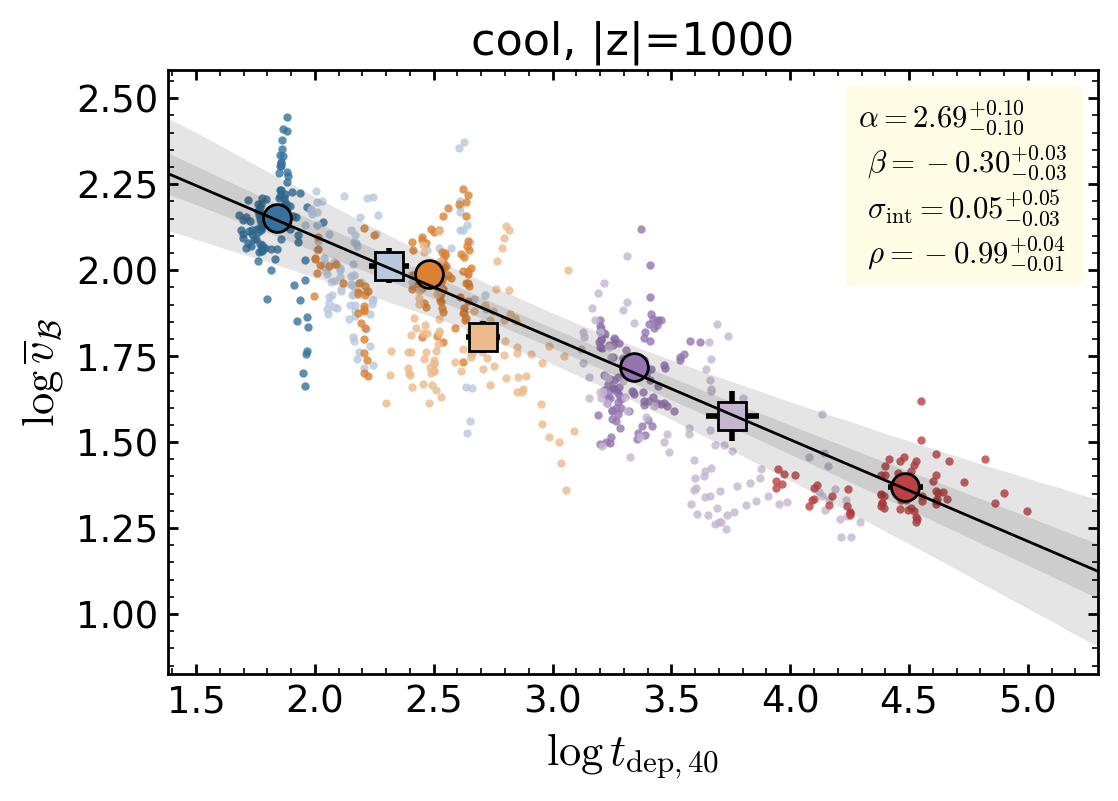 cool, |z|=1000
α = 2.69 +0.10 −0.10
β = −0.30 +0.03 −0.03
σint = 0.05 +0.05 −0.03
ρ = −0.99 +0.04 −0.01
2.50
2.25
2.00
1.75
1.50
1.25
1.00
log v̅ℬ
1.5 2.0 2.5 3.0 3.5 4.0 4.5 5.0
log tdep, 40